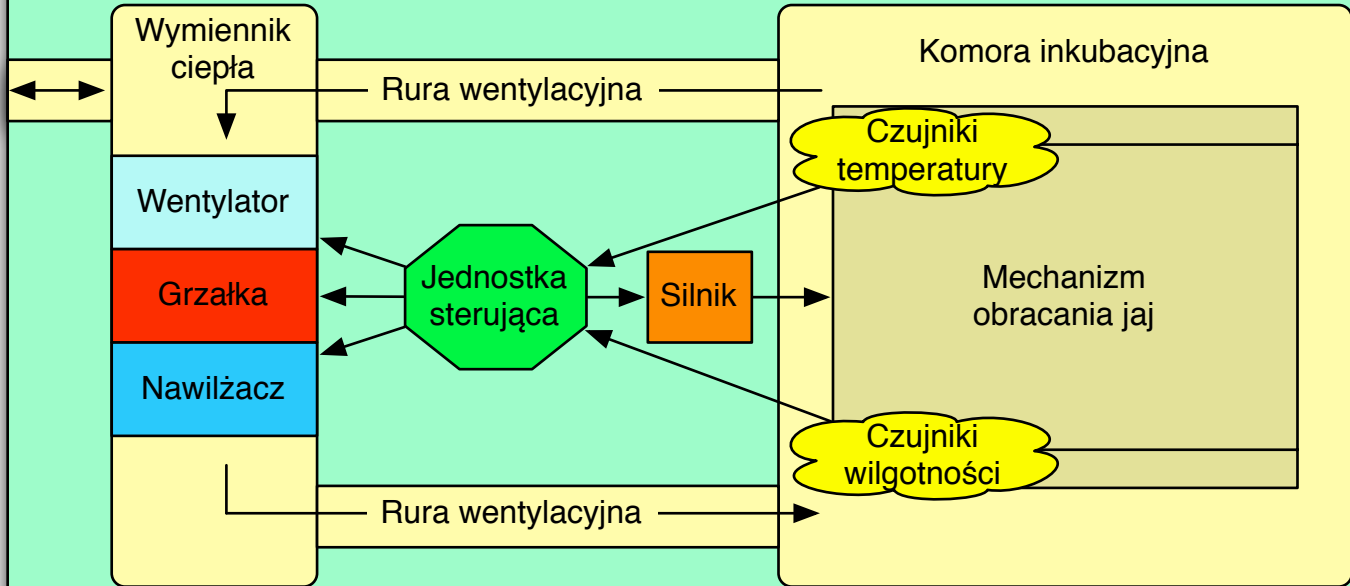 Wymiennik
ciepła
Komora inkubacyjna
Rura wentylacyjna
Czujniki
temperatury
Wentylator
Jednostka
sterująca
Silnik
Mechanizm
obracania jaj
Grzałka
Nawilżacz
Czujniki
wilgotności
Rura wentylacyjna